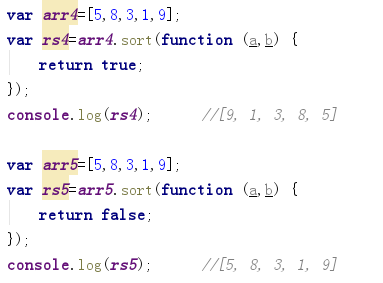 var arr4=[5,8,3,1,9];
var rs4=arr4.sort(function (a,b) {
    return true;
});
console.log(rs4);      //[9, 1, 3, 8, 5]

var arr5=[5,8,3,1,9];
var rs5=arr5.sort(function (a,b) {
    return false;
});
console.log(rs5);      //[5, 8, 3, 1, 9]